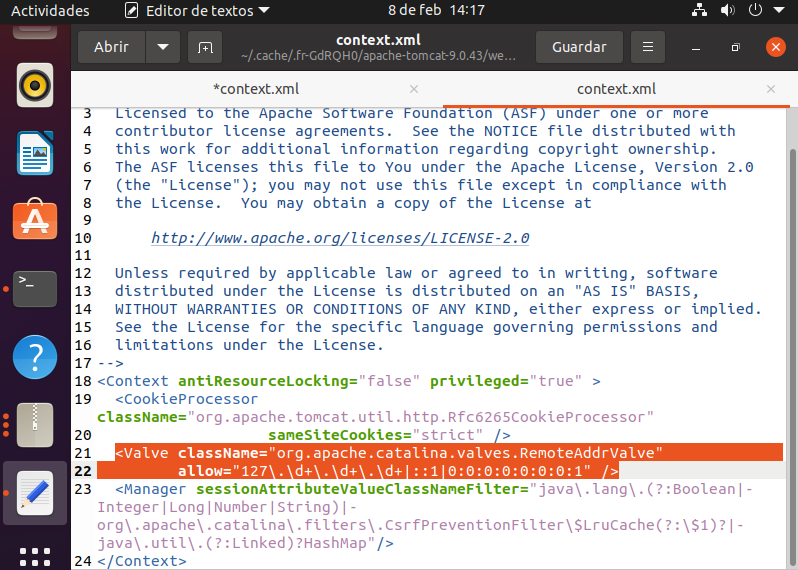 Actividades
Editor de textos
8 de feb 14:17
Abrir
context.xml
~/.cache/.fr-GdRQH0/apache-tomcat-9.0.43/we...
Guardar
*context.xml
context.xml
3 Licensed to the Apache Software Foundation (ASF) under one or more
4 contributor license agreements.  See the NOTICE file distributed with
5 this work for additional information regarding copyright ownership.
6 The ASF licenses this file to You under the Apache License, Version 2.0
7 (the "License"); you may not use this file except in compliance with
8 the License.  You may obtain a copy of the License at
9
10 http://www.apache.org/licenses/LICENSE-2.0
11
12 Unless required by applicable law or agreed to in writing, software
13 distributed under the License is distributed on an "AS IS" BASIS,
14 WITHOUT WARRANTIES OR CONDITIONS OF ANY KIND, either express or implied.
15 See the License for the specific language governing permissions and
16 limitations under the License.
17 -->
18 <Context antiResourceLocking="false" privileged="true" >
19 <CookieProcessor
className="org.apache.tomcat.util.http.Rfc6265CookieProcessor"
20 sameSiteCookies="strict" />
21 <Valve className="org.apache.catalina.valves.RemoteAddrValve"
22 allow="127\.\d+\.\d+\.\d+|::1|0:0:0:0:0:0:0:1" />
23 <Manager sessionAttributeValueClassNameFilter="java\.lang\.(?:Boolean|-
Integer|Long|Number|String)|-
org\.apache\.catalina\.filters\.CsrfPreventionFilter\$LruCache(?:\$1)?|-
java\.util\.(?:Linked)?HashMap"/>
24 </Context>